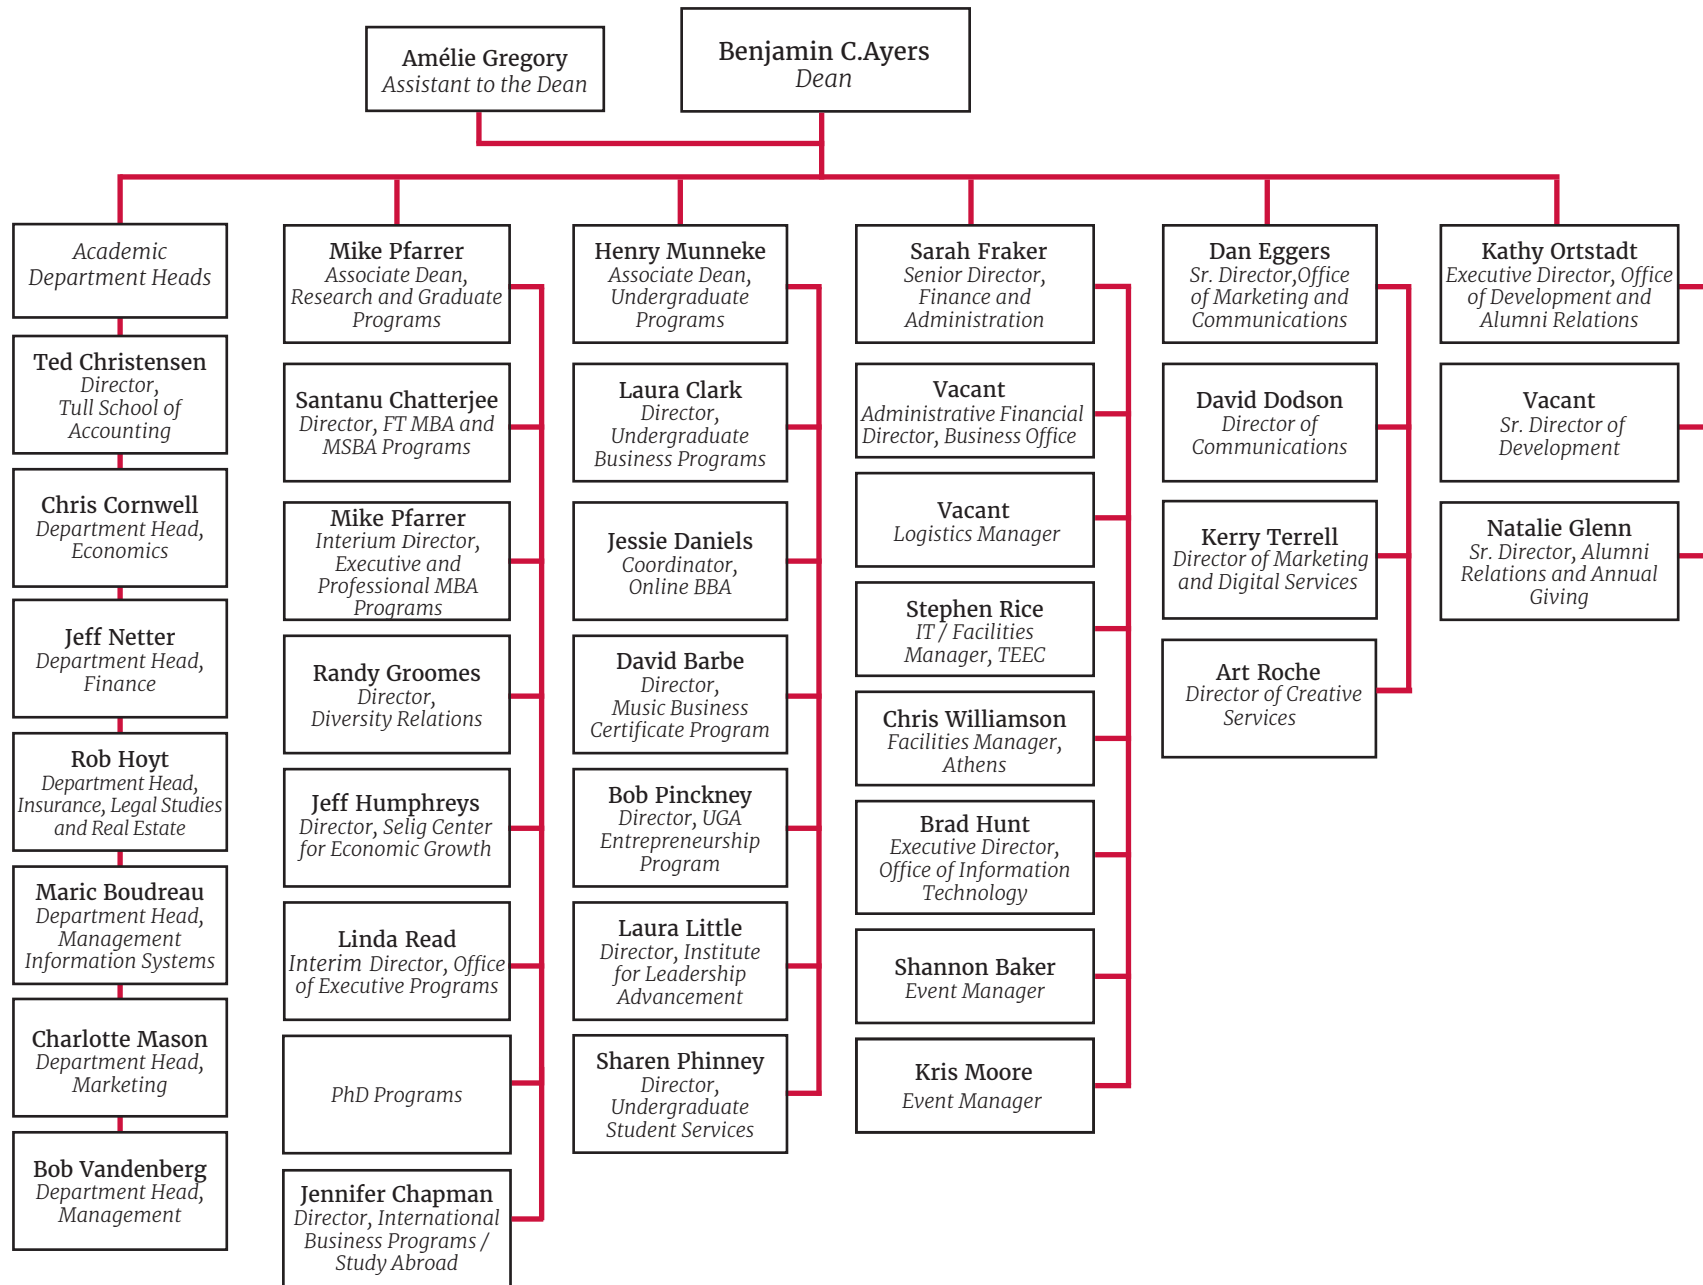 Amélie Gregory
Assistant to the Dean
Benjamin C.Ayers
Dean
Academic
Department Heads
Ted Christensen
Director,
Tull School of
Accounting
Chris Cornwell
Department Head,
Economics
Jeff Netter
Department Head,
Finance
Rob Hoyt
Department Head,
Insurance, Legal Studies
and Real Estate
Maric Boudreau
Department Head,
Management
Information Systems
Charlotte Mason
Department Head,
Marketing
Bob Vandenberg
Department Head,
Management
Mike Pfarrer
Associate Dean,
Research and Graduate
Programs
Santanu Chatterjee
Director, FT MBA and
MSBA Programs
Mike Pfarrer
Interium Director,
Executive and
Professional MBA
Programs
Randy Groomes
Director,
Diversity Relations
Jeff Humphreys
Director, Selig Center
for Economic Growth
Linda Read
Interim Director, Office
of Executive Programs
PhD Programs
Jennifer Chapman
Director, International
Business Programs /
Study Abroad
Henry Munneke
Associate Dean,
Undergraduate
Programs
Laura Clark
Director,
Undergraduate
Business Programs
Jessie Daniels
Coordinator,
Online BBA
David Barbe
Director,
Music Business
Certificate Program
Bob Pinckney
Director, UGA
Entrepreneurship
Program
Laura Little
Director, Institute
for Leadership
Advancement
Sharen Phinney
Director,
Undergraduate
Student Services
Sarah Fraker
Senior Director,
Finance and
Administration
Vacant
Administrative Financial
Director, Business Office
Vacant
Logistics Manager
Stephen Rice
IT / Facilities
Manager, TEEC
Chris Williamson
Facilities Manager,
Athens
Brad Hunt
Executive Director,
Office of Information
Technology
Shannon Baker
Event Manager
Kris Moore
Event Manager
Dan Eggers
Sr. Director,Office
of Marketing and
Communications
David Dodson
Director of
Communications
Kerry Terrell
Director of Marketing
and Digital Services
Art Roche
Director of Creative
Services
Kathy Ortstadt
Executive Director, Office
of Development and
Alumni Relations
Vacant
Sr. Director of
Development
Natalie Glenn
Sr. Director, Alumni
Relations and Annual
Giving